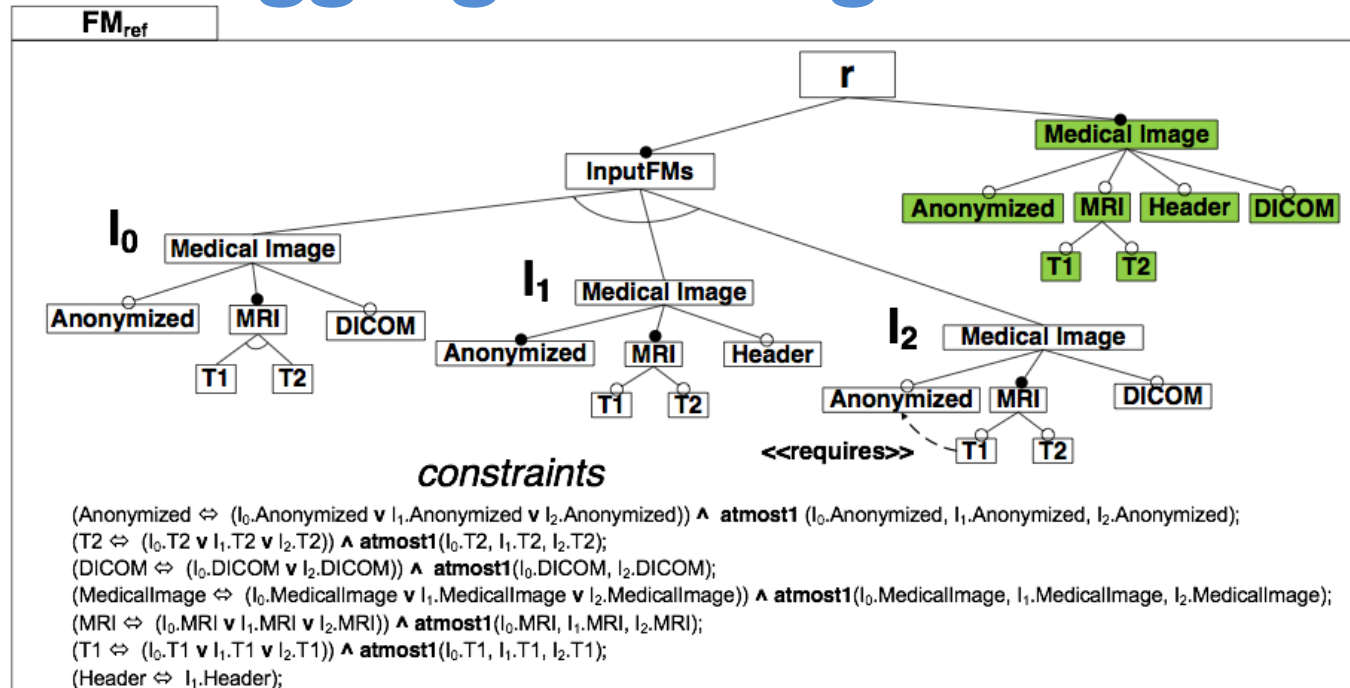 FMref
r
Medical Image
InputFMs
Anonymized MRI Header DICOM
I0
Medical Image
T1 T2
I1
Medical Image
Anonymized MRI DICOM
I2
Medical Image
Anonymized MRI Header
T1 T2
Anonymized MRI DICOM
T1 T2
<<requires>> T1 T2
constraints
(Anonymized ⇔ (I0.Anonymized v I1.Anonymized v I2.Anonymized)) ∧ atmost1 (I0.Anonymized, I1.Anonymized, I2.Anonymized);
(T2 ⇔ (I0.T2 v I1.T2 v I2.T2)) ∧ atmost1(I0.T2, I1.T2, I2.T2);
(DICOM ⇔ (I0.DICOM v I2.DICOM)) ∧ atmost1(I0.DICOM, I2.DICOM);
(MedicalImage ⇔ (I0.MedicalImage v I1.MedicalImage v I2.MedicalImage)) ∧ atmost1(I0.MedicalImage, I1.MedicalImage, I2.MedicalImage);
(MRI ⇔ (I0.MRI v I1.MRI v I2.MRI)) ∧ atmost1(I0.MRI, I1.MRI, I2.MRI);
(T1 ⇔ (I0.T1 v I1.T1 v I2.T1)) ∧ atmost1(I0.T1, I1.T1, I2.T1);
(Header ⇔ I1.Header);